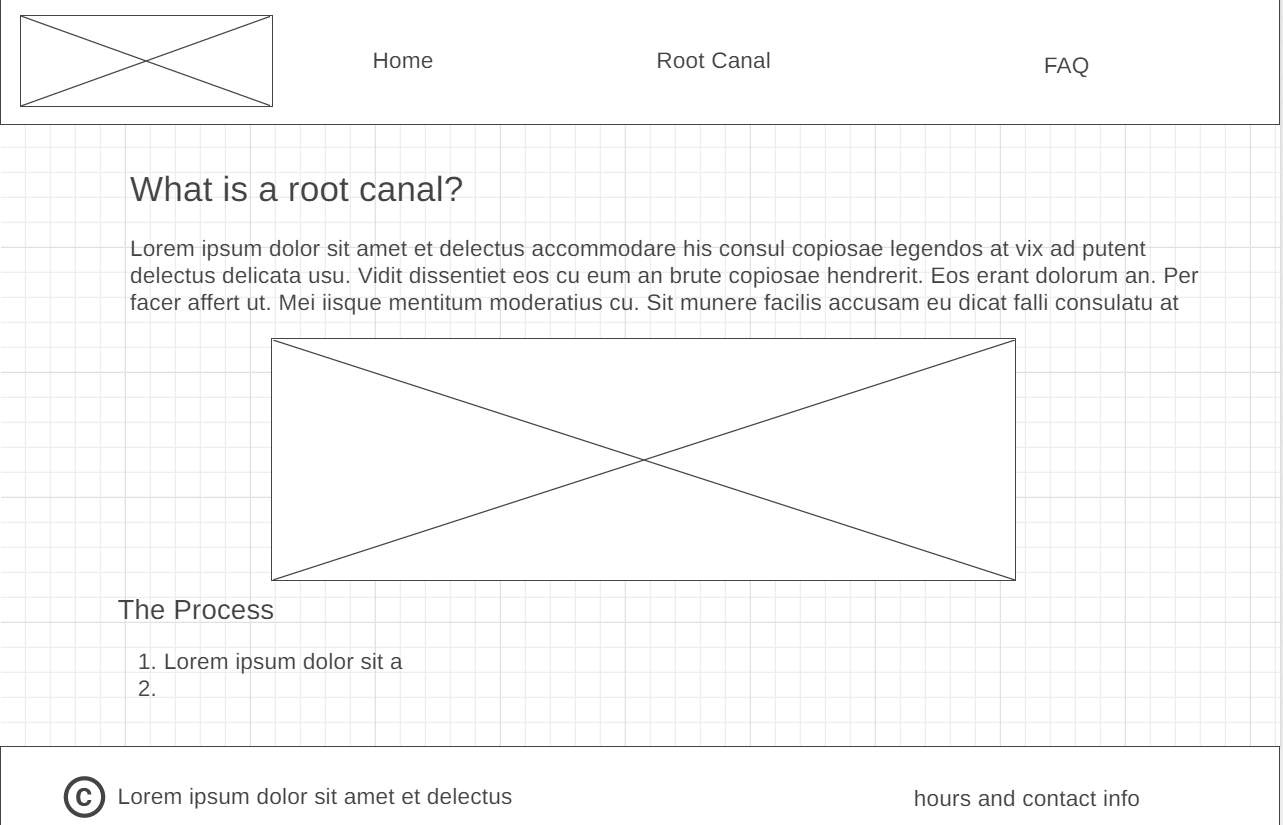 Home
Root Canal
FAQ
What is a root canal?
Lorem ipsum dolor sit amet et delectus accommodare his consul copiosae legendos at vix ad putent
delectus delicata usu. Vidit dissentiet eos cu eum an brute copiosae hendrerit. Eos erant dolorum an. Per
facer affert ut. Mei iisque mentitum moderatius cu. Sit munere facilis accusam eu dicat falli consulatu at
The Process
1. Lorem ipsum dolor sit a
2.
© Lorem ipsum dolor sit amet et delectus
hours and contact info